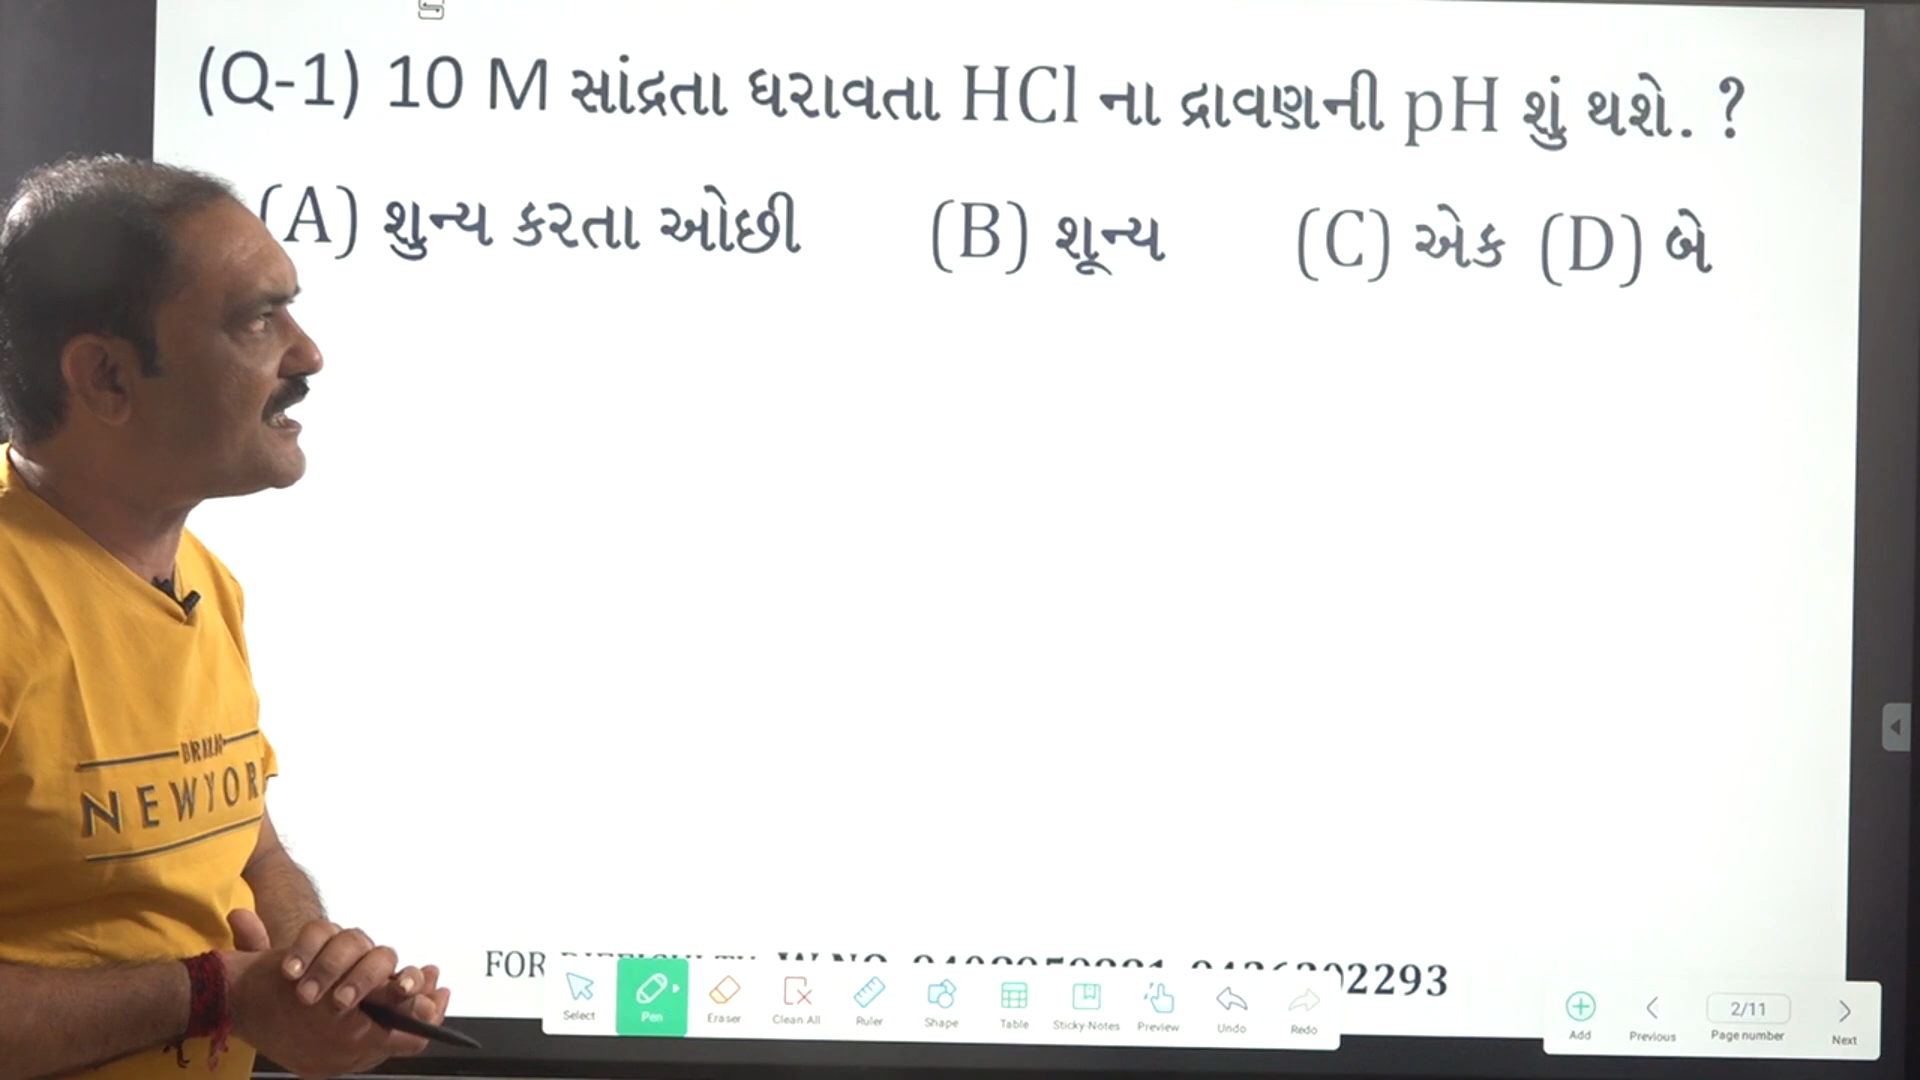 (Q-1) 10 M સાંદ્રતા ધરાવતા HCl ના દ્રાવણની pH શું થશે. ?
(A) શુન્ય કરતા ઓછી (B) શૂન્ય (C) એક (D) બે
NEWYOR
FOR 2293
Select Pen Eraser Clean All Ruler Shape Table Sticky-Notes Preview Undo Redo
Add Previous 2/11 Page number Next